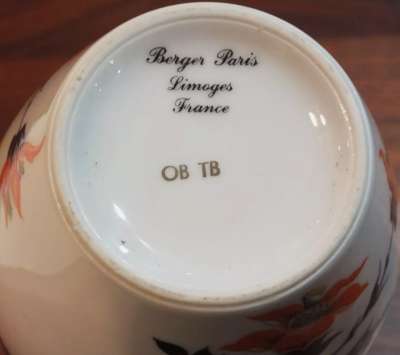 Berger Paris
Limoges
France
OB TB